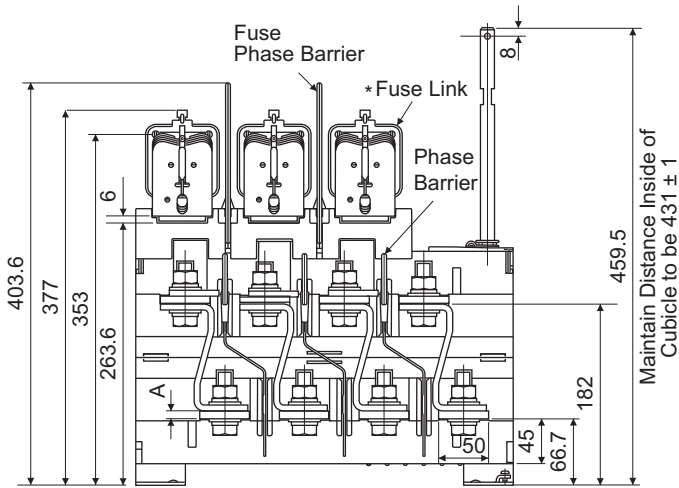 Fuse
Phase Barrier
* Fuse Link
Phase
Barrier
8
6
403.6
377
353
263.6
A
459.5
Maintain Distance Inside of
Cubicle to be 431 ± 1
182
50
45
66.7